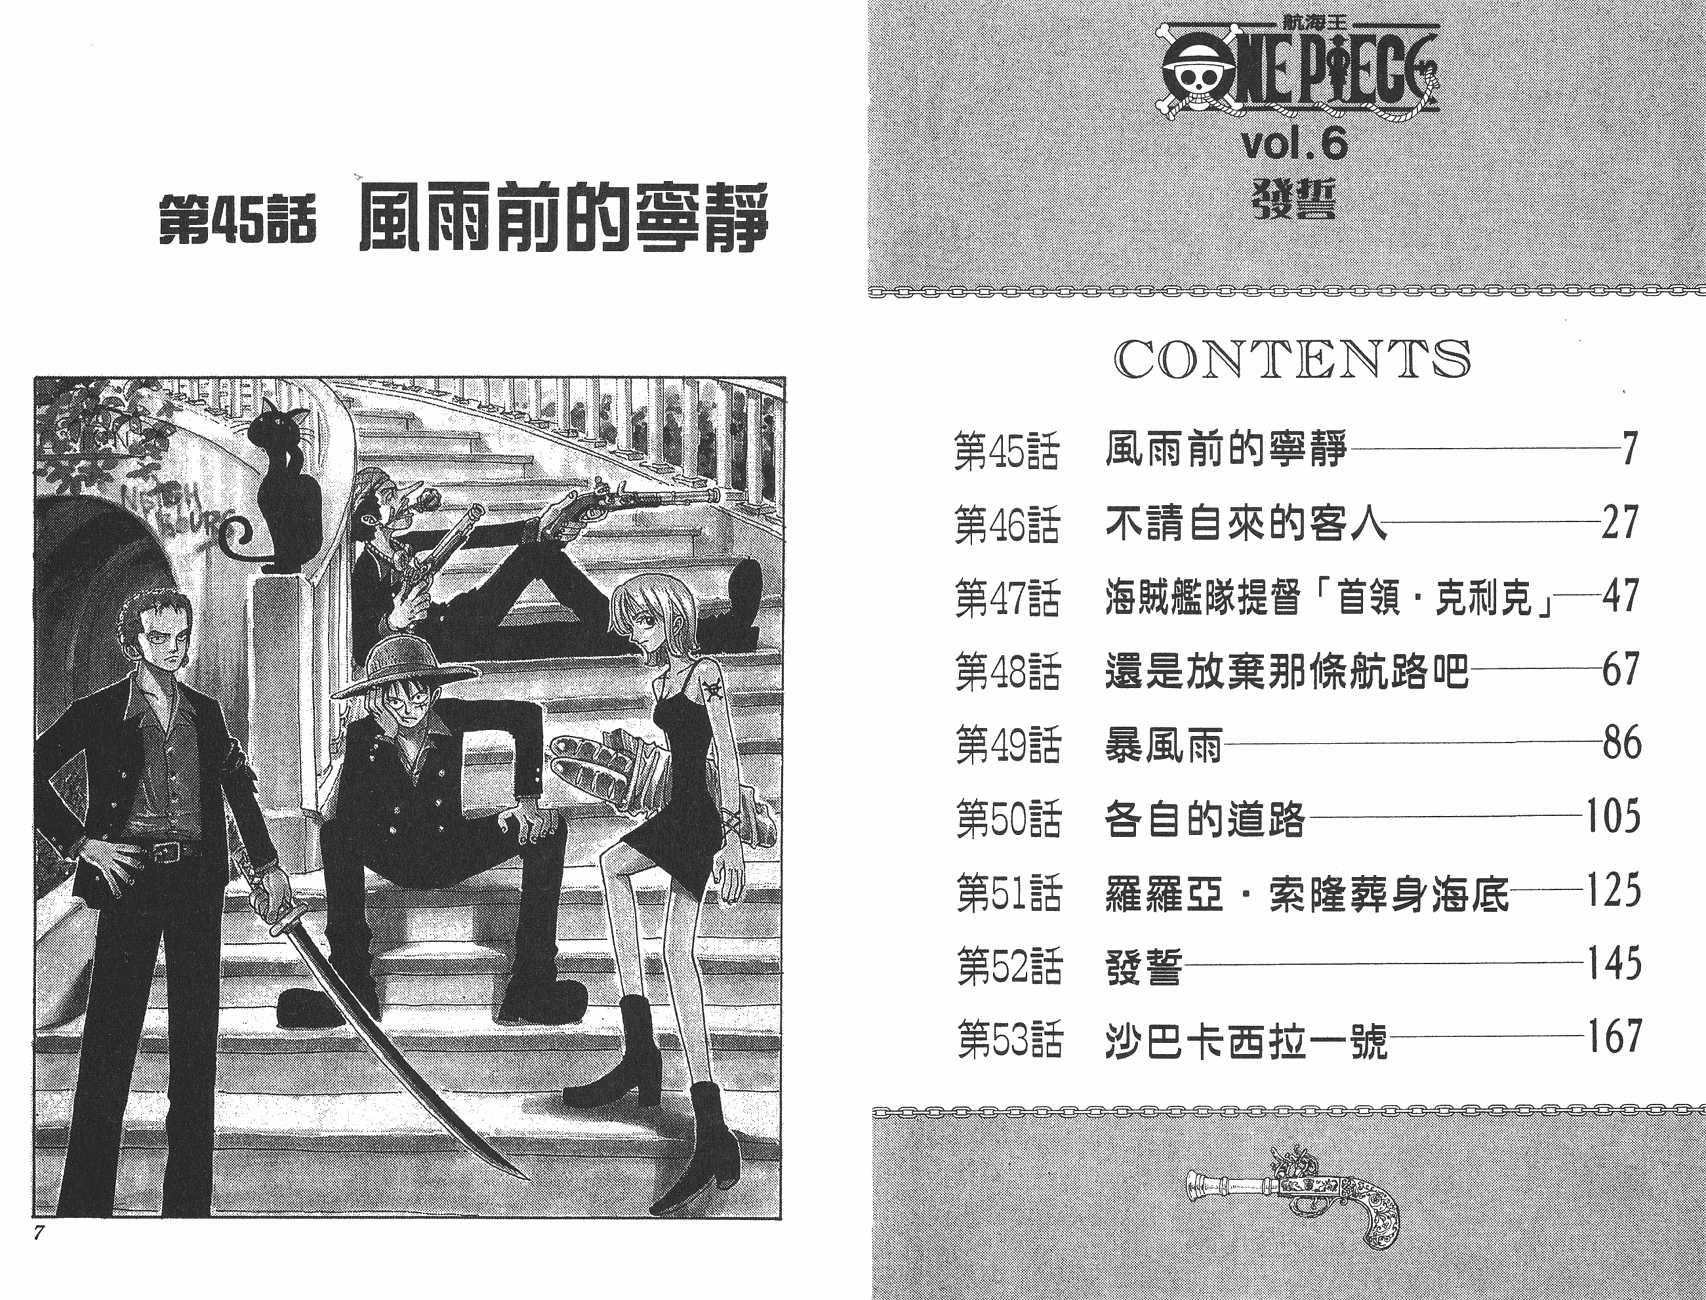 航海王
ONE PIECE
vol.6
發誓
CONTENTS
第45話 風雨前的寧靜 7
第46話 不請自來的客人 27
第47話 海賊艦隊提督「首領・克利克」 47
第48話 還是放棄那條航路吧 67
第49話 暴風雨 86
第50話 各自的道路 105
第51話 羅羅亞・索隆葬身海底 125
第52話 發誓 145
第53話 沙巴卡西拉一號 167
第45話 風雨前的寧靜
7